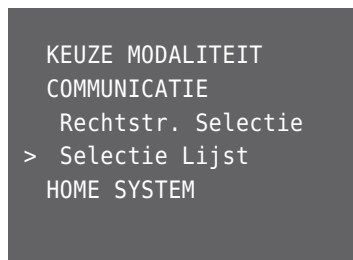 KEUZE MODALITEIT
COMMUNICATIE
Rechtstr. Selectie
> Selectie Lijst
HOME SYSTEM